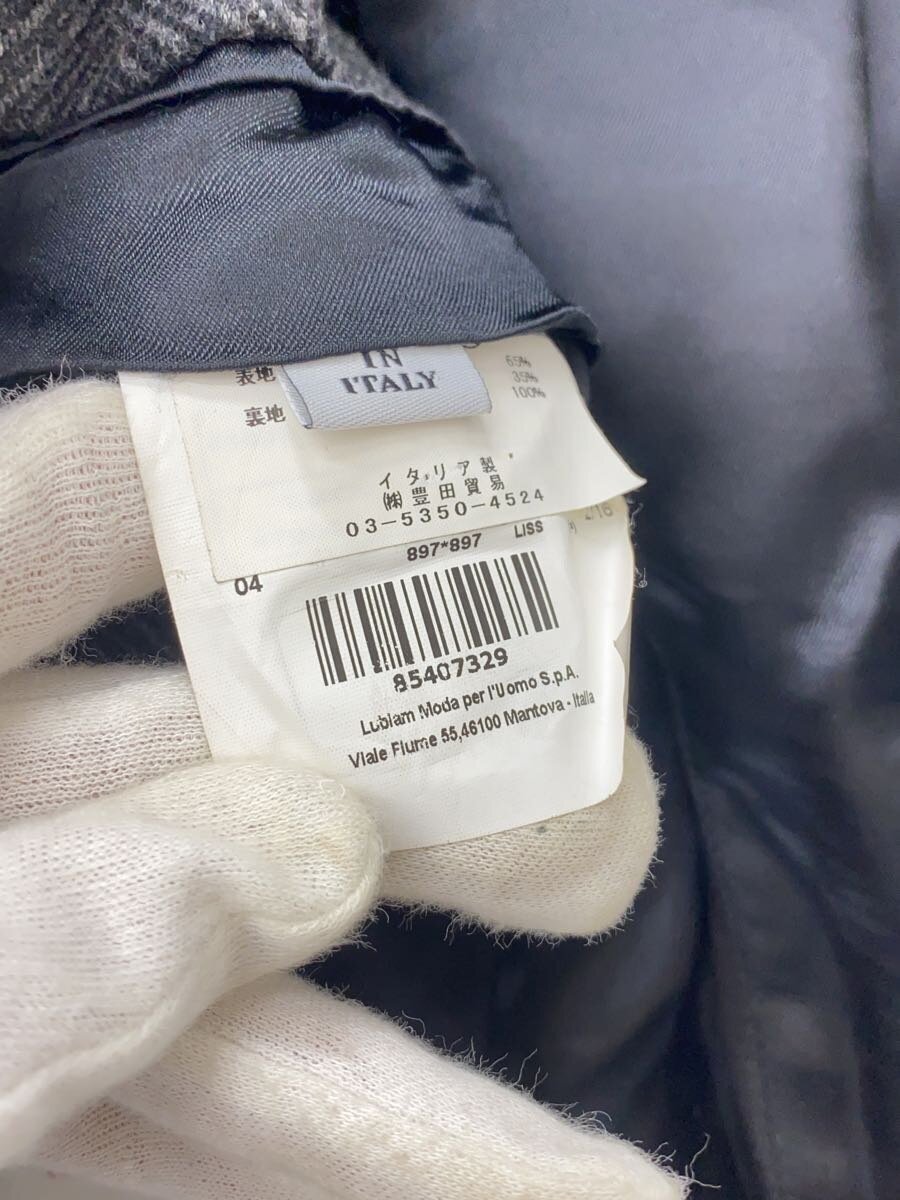 IN
ITALY
表地 65%
35%
裏地 100%
イタリア製
㈱豊田貿易
03-5350-4524
897*897 LISS
04
85407329
Lubiam Moda per l'Uomo S.p.A.
Viale Fiume 55,46100 Mantova - Italia